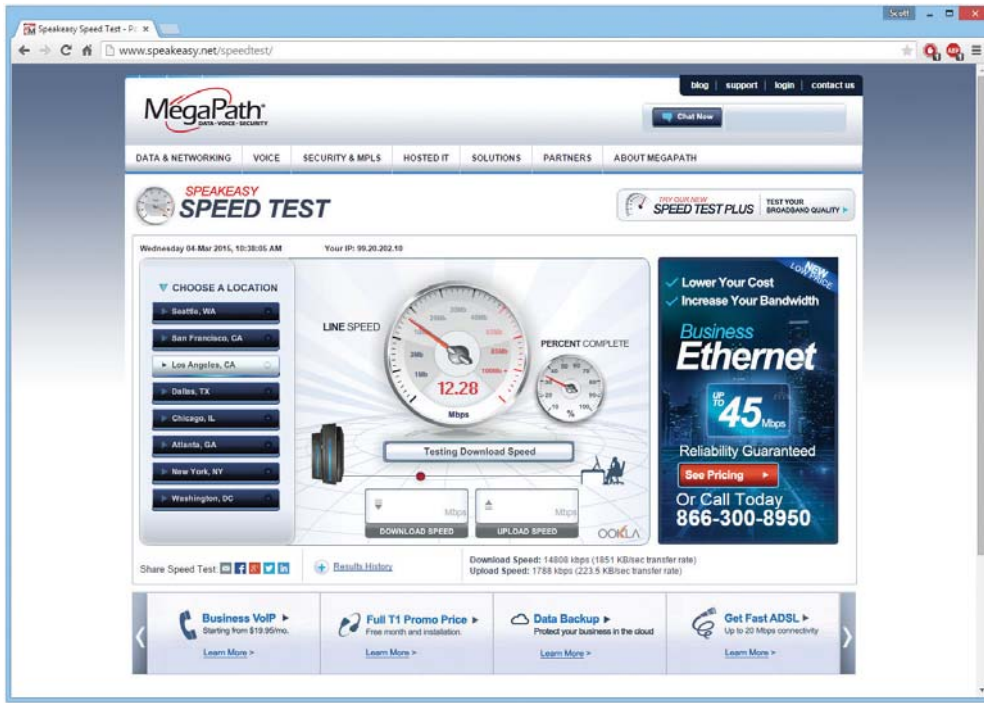 Scott
Speakeasy Speed Test - Pr
www.speakeasy.net/speedtest/
blog | support | login | contact us
MegaPath
DATA · VOICE · SECURITY
Chat Now
DATA & NETWORKING VOICE SECURITY & MPLS HOSTED IT SOLUTIONS PARTNERS ABOUT MEGAPATH
SPEAKEASY
SPEED TEST
TRY OUR NEW
SPEED TEST PLUS
TEST YOUR
BROADBAND QUALITY
Wednesday 04-Mar 2015, 10:38:05 AM
Your IP: 99.20.202.10
CHOOSE A LOCATION
Seattle, WA
San Francisco, CA
Los Angeles, CA
Dallas, TX
Chicago, IL
Atlanta, GA
New York, NY
Washington, DC
LINE SPEED
1Mb
12.28
Mbps
PERCENT COMPLETE
%
Testing Download Speed
Mbps
DOWNLOAD SPEED
Mbps
UPLOAD SPEED
OOKLA
NEW
LOW PRICE
Lower Your Cost
Increase Your Bandwidth
Business
Ethernet
UP TO 45 Mbps
Reliability Guaranteed
See Pricing
Or Call Today
866-300-8950
Share Speed Test:
Results History
Download Speed: 14808 kbps (1851 KB/sec transfer rate)
Upload Speed: 1788 kbps (223.5 KB/sec transfer rate)
Business VoIP
Starting from $19.95/mo.
Learn More >
Full T1 Promo Price
Free month and installation.
Learn More >
Data Backup
Protect your business in the cloud
Learn More >
Get Fast ADSL
Up to 20 Mbps connectivity
Learn More >